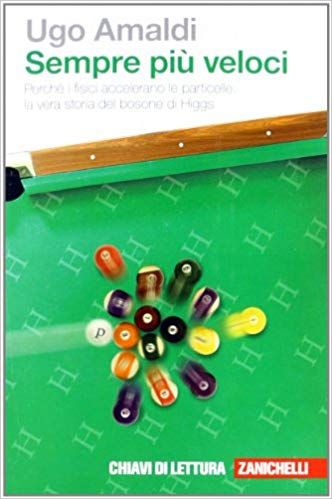 Ugo Amaldi
Sempre più veloci
Perché i fisici accelerano le particelle:
la vera storia del bosone di Higgs
H H H H H H H H H H H H
p
CHIAVI DI LETTURA ZANICHELLI